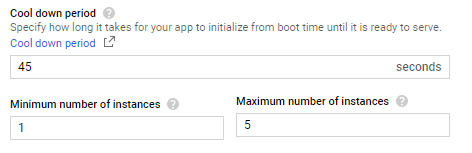 Cool down period
Specify how long it takes for your app to initialize from boot time until it is ready to serve.
Cool down period
45 seconds
Minimum number of instances
Maximum number of instances
1
5